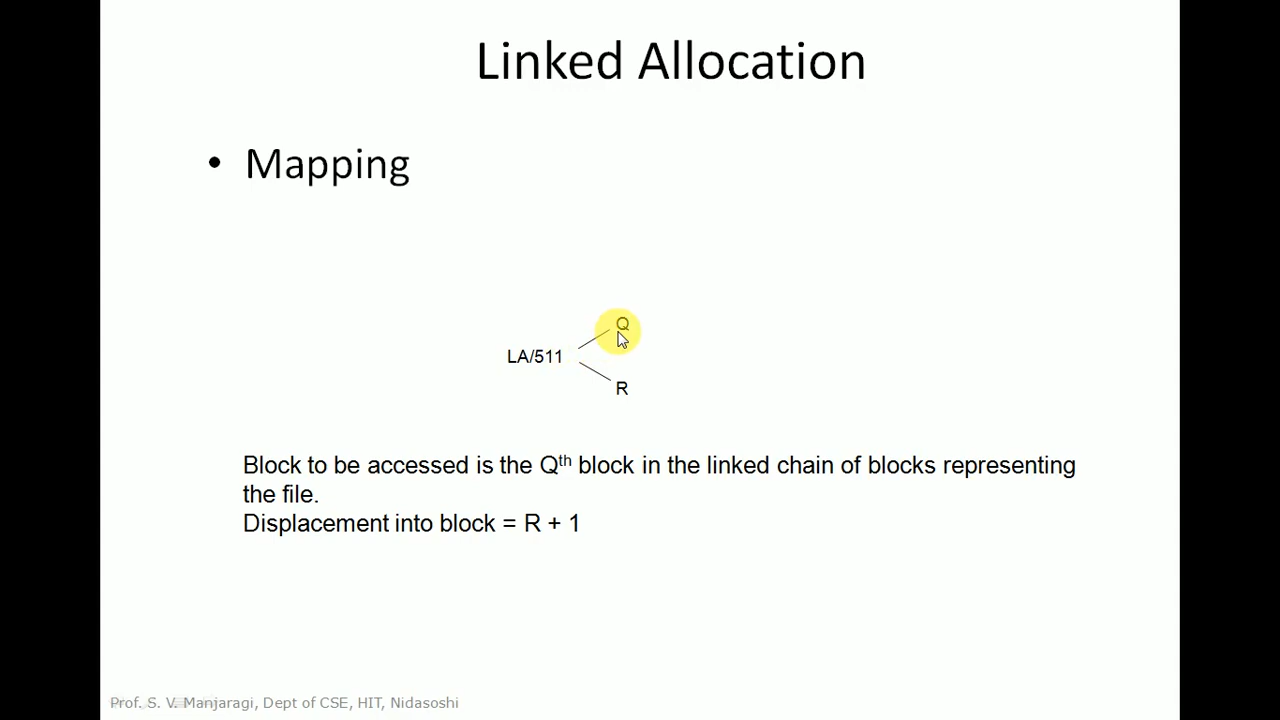 Linked Allocation
• Mapping
Q
LA/511
R
Block to be accessed is the Qth block in the linked chain of blocks representing
the file.
Displacement into block = R + 1
Prof. S. V. Manjaragi, Dept of CSE, HIT, Nidasoshi